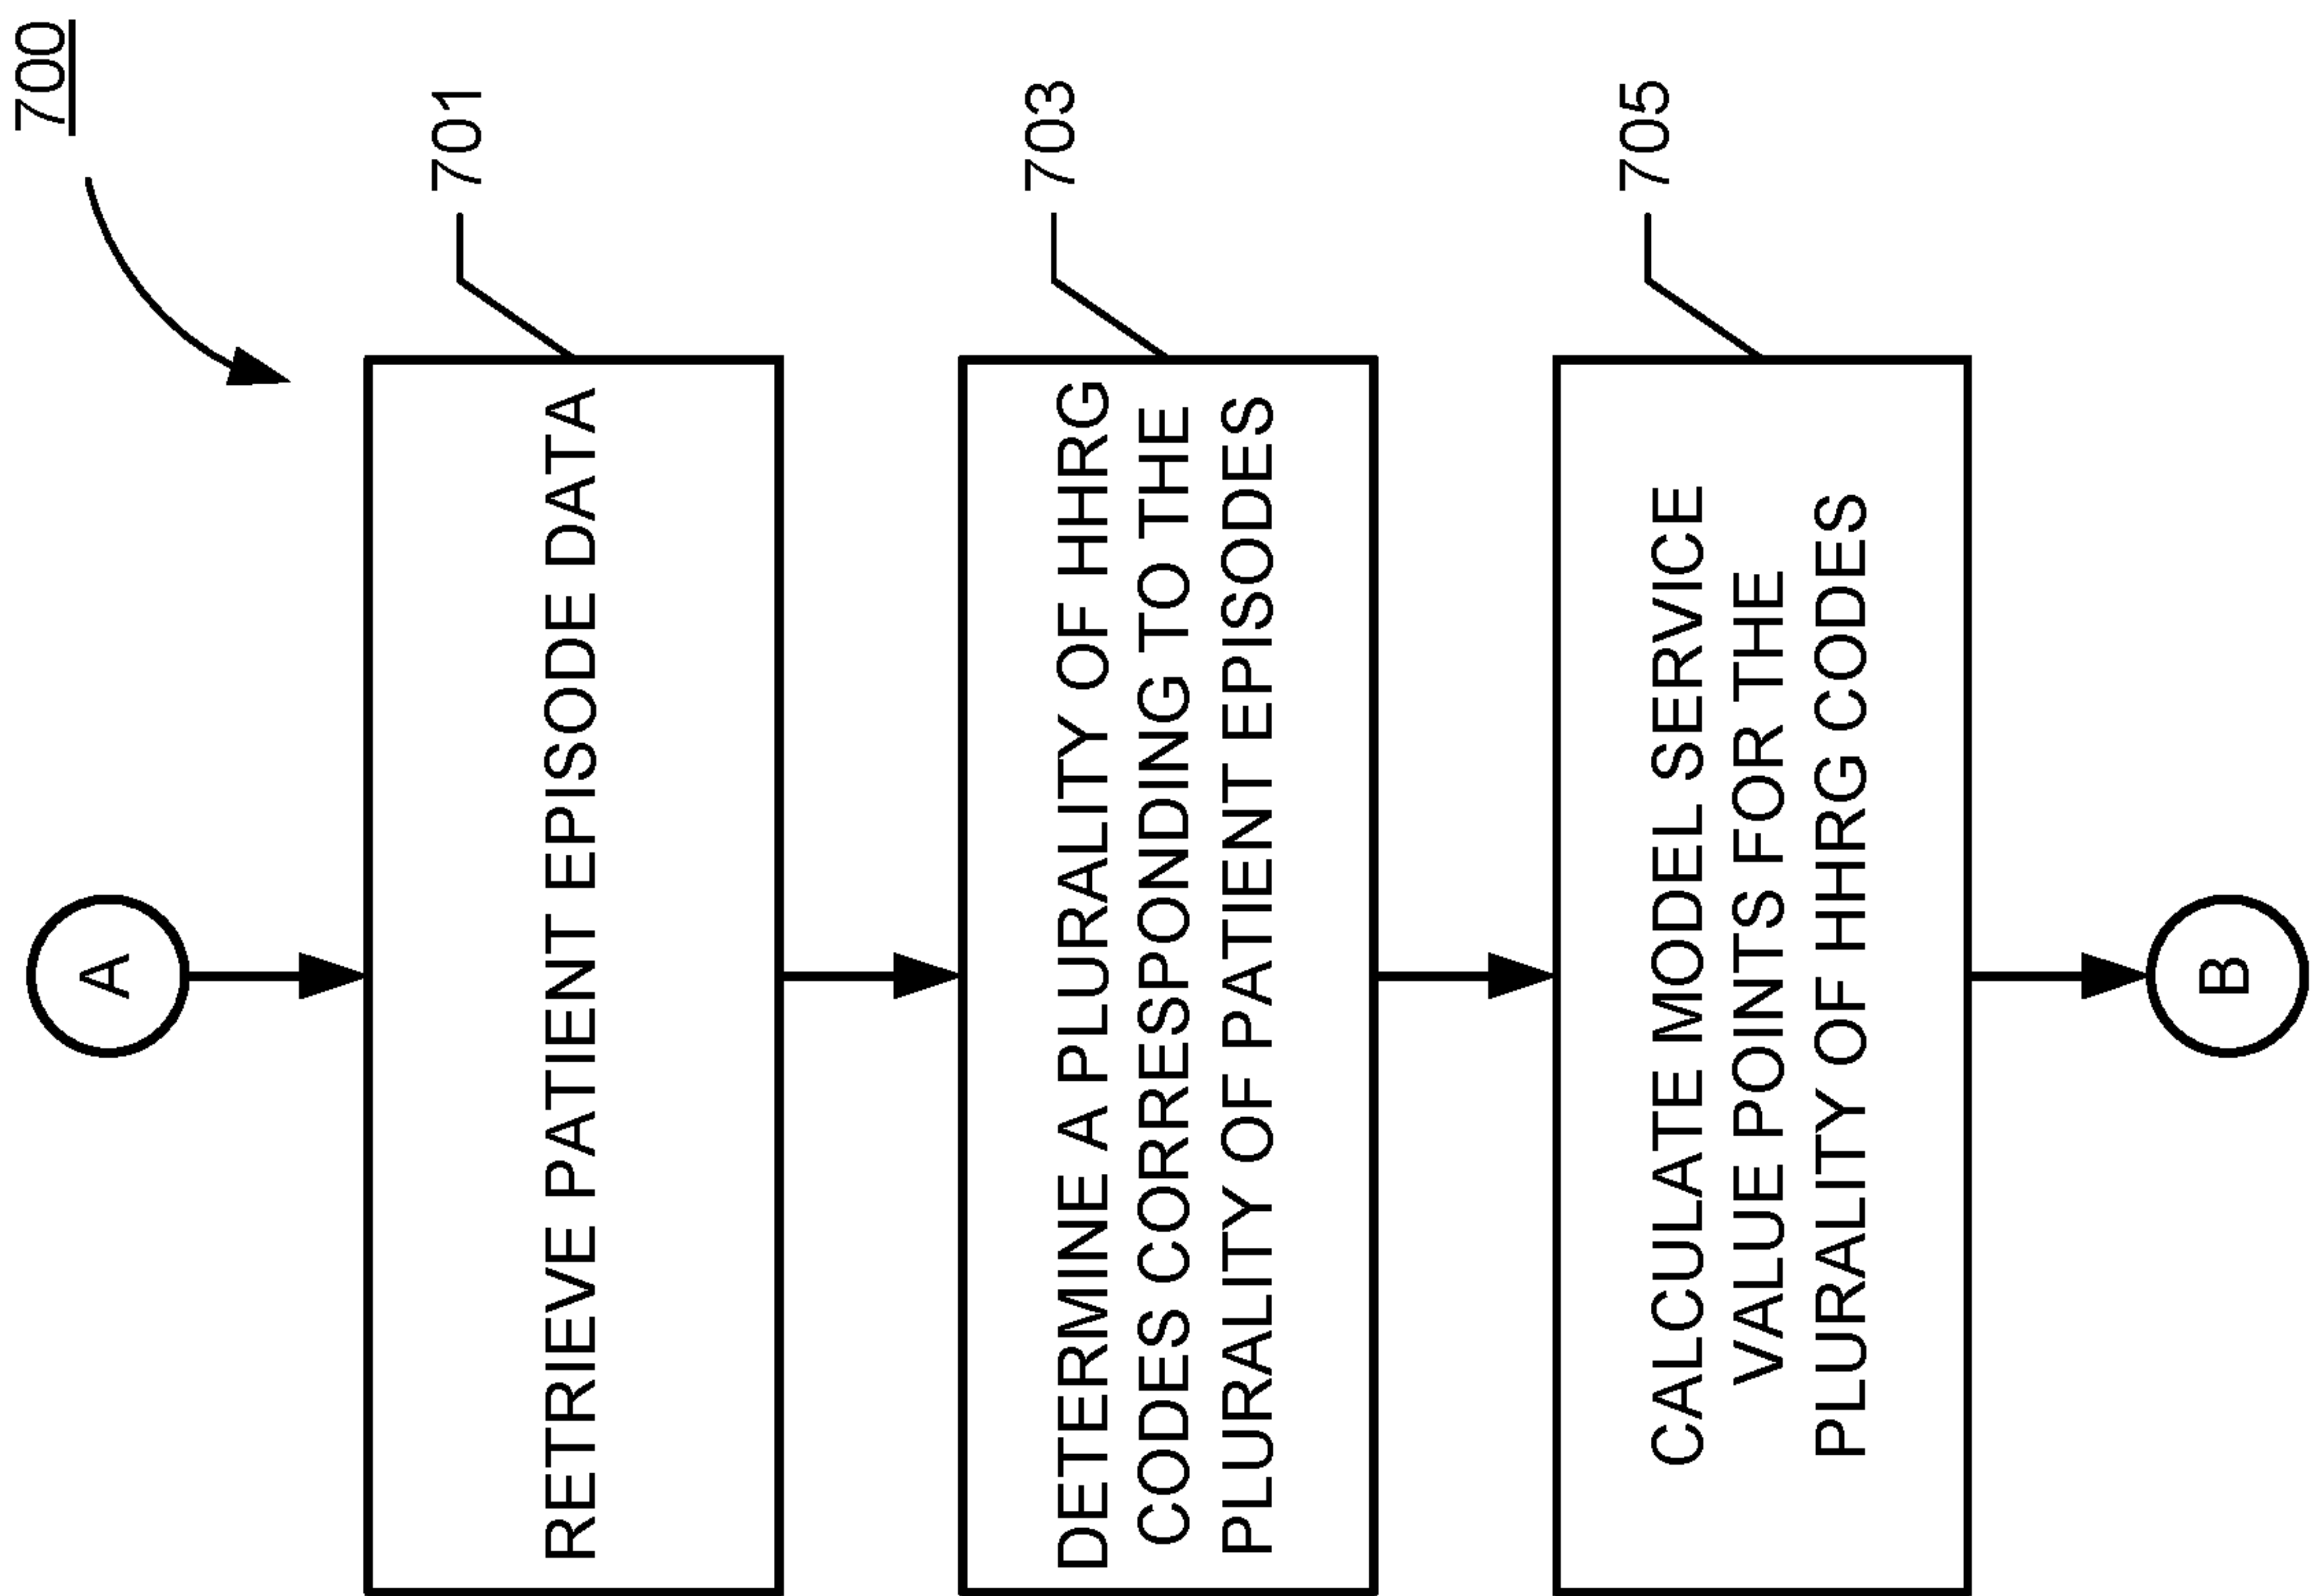 700
A
701
RETRIEVE PATIENT EPISODE DATA
703
DETERMINE A PLURALITY OF HHRG
CODES CORRESPONDING TO THE
PLURALITY OF PATIENT EPISODES
705
CALCULATE MODEL SERVICE
VALUE POINTS FOR THE
PLURALITY OF HHRG CODES
B